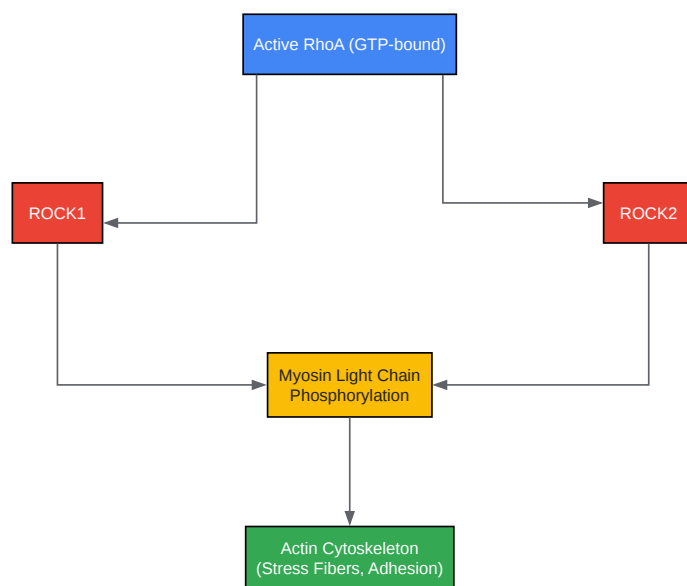 Active RhoA (GTP-bound)
ROCK1
ROCK2
Myosin Light Chain
Phosphorylation
Actin Cytoskeleton
(Stress Fibers, Adhesion)